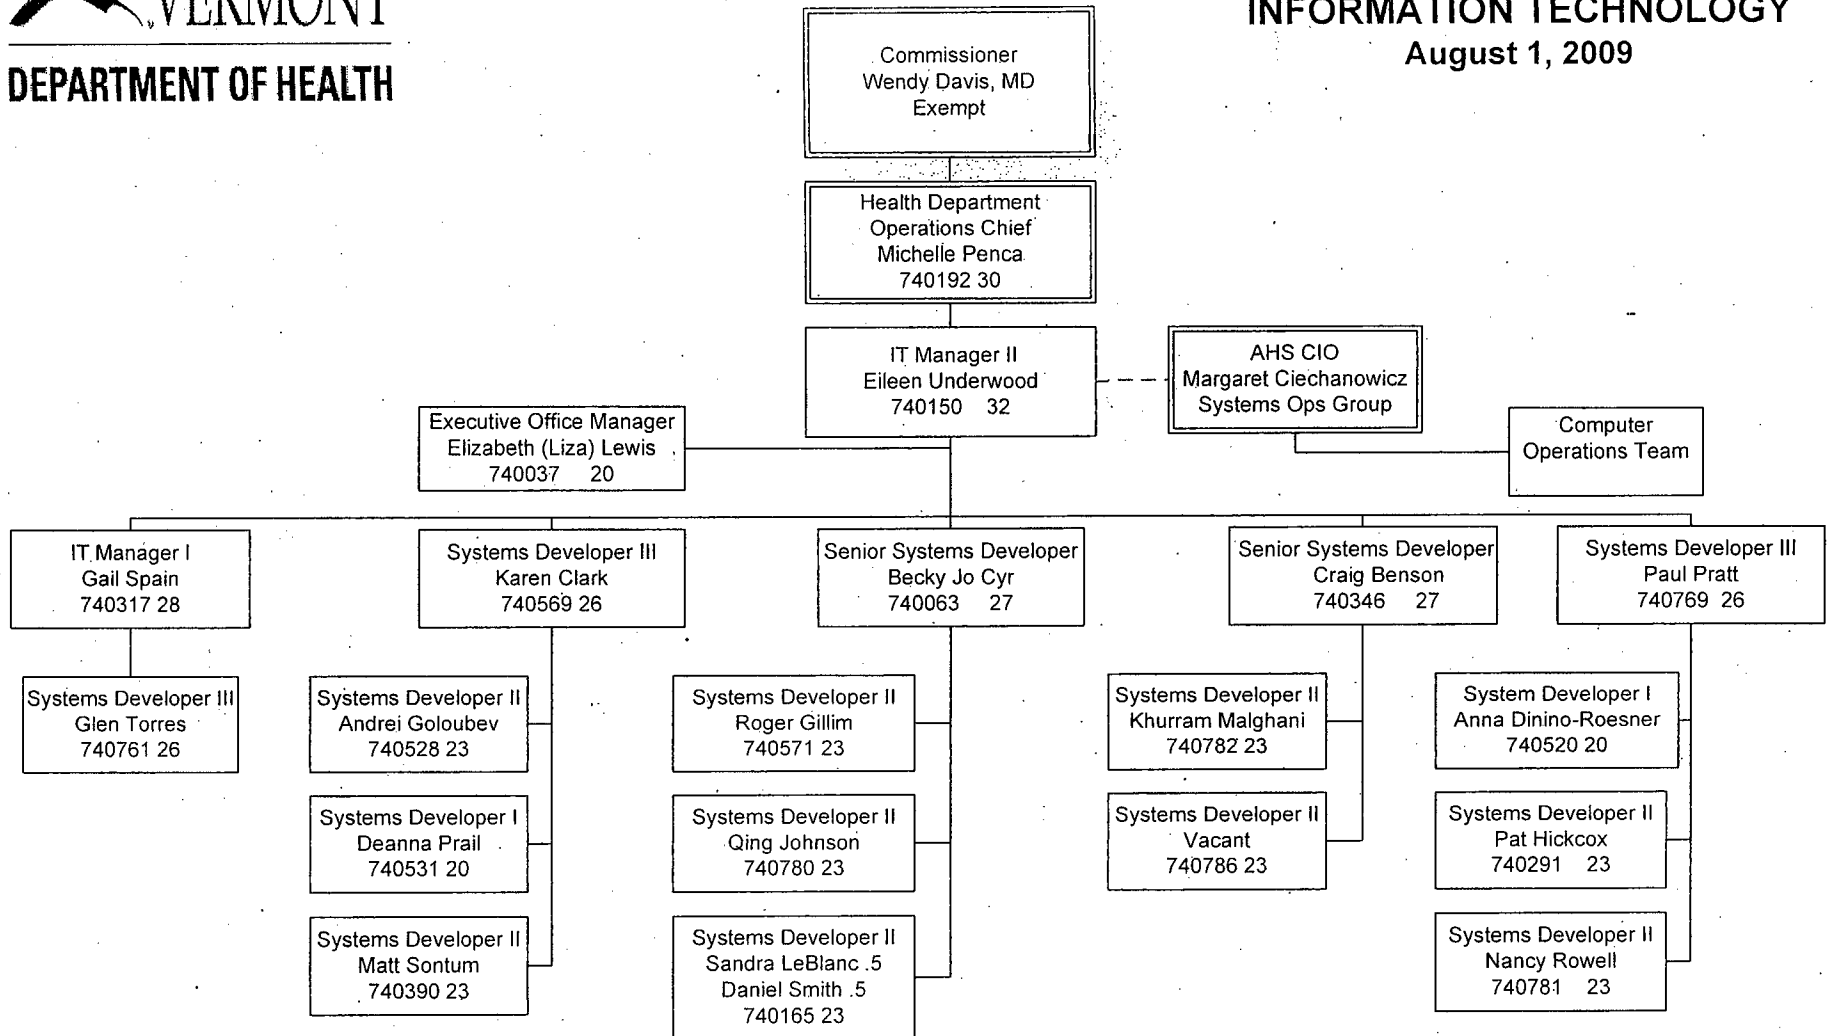 VERMONT
DEPARTMENT OF HEALTH
INFORMATION TECHNOLOGY
August 1, 2009
Commissioner
Wendy Davis, MD
Exempt
Health Department
Operations Chief
Michelle Penca
740192 30
IT Manager II
Eileen Underwood
740150 32
AHS CIO
Margaret Ciechanowicz
Systems Ops Group
Computer
Operations Team
Executive Office Manager
Elizabeth (Liza) Lewis
740037 20
IT Manager I
Gail Spain
740317 28
Systems Developer III
Karen Clark
740569 26
Senior Systems Developer
Becky Jo Cyr
740063 27
Senior Systems Developer
Craig Benson
740346 27
Systems Developer III
Paul Pratt
740769 26
Systems Developer III
Glen Torres
740761 26
Systems Developer II
Andrei Goloubev
740528 23
Systems Developer I
Deanna Prail
740531 20
Systems Developer II
Matt Sontum
740390 23
Systems Developer II
Roger Gillim
740571 23
Systems Developer II
Qing Johnson
740780 23
Systems Developer II
Sandra LeBlanc .5
Daniel Smith .5
740165 23
Systems Developer II
Khurram Malghani
740782 23
Systems Developer II
Vacant
740786 23
System Developer I
Anna Dinino-Roesner
740520 20
Systems Developer II
Pat Hickcox
740291 23
Systems Developer II
Nancy Rowell
740781 23